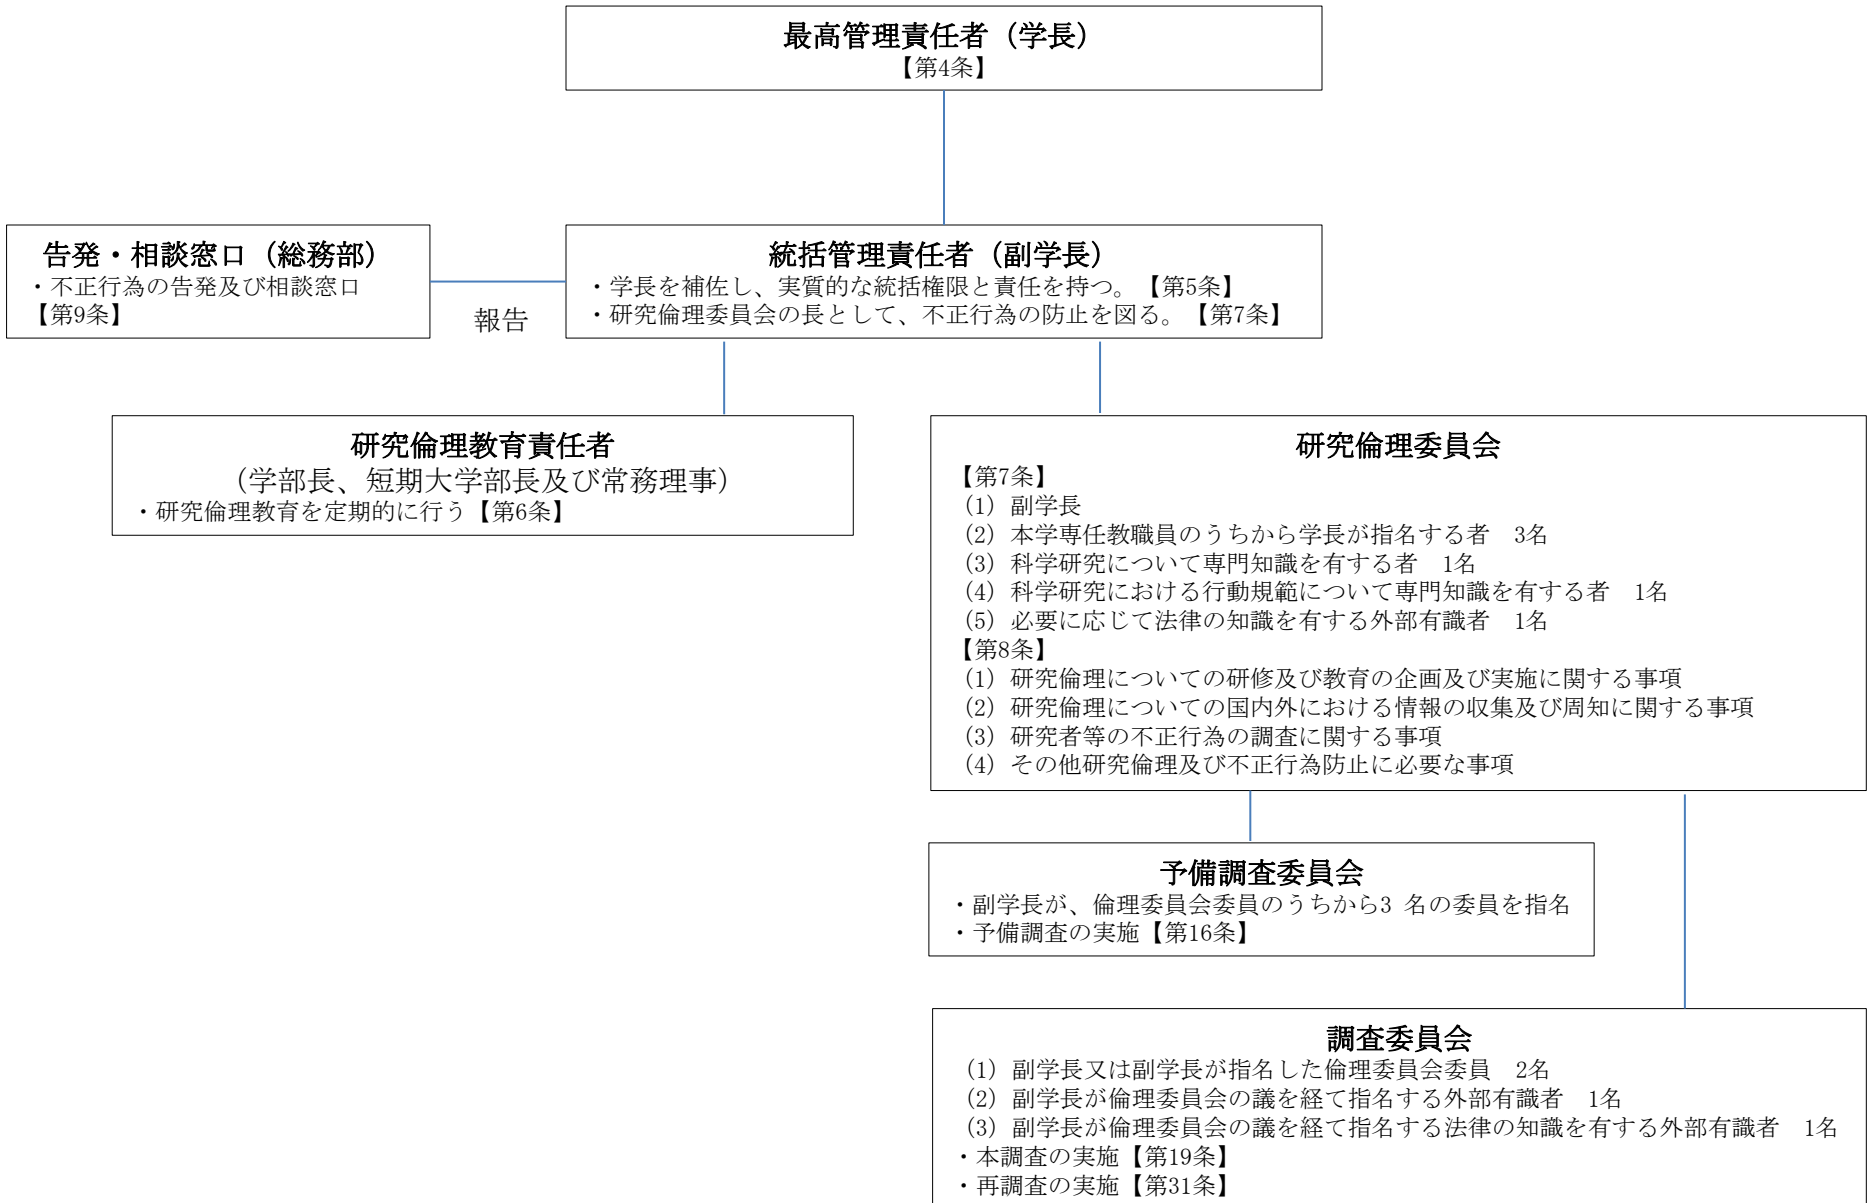 最高管理責任者（学長）
【第4条】
告発・相談窓口（総務部）
・不正行為の告発及び相談窓口
【第9条】
報告
統括管理責任者（副学長）
・学長を補佐し、実質的な統括権限と責任を持つ。【第5条】
・研究倫理委員会の長として、不正行為の防止を図る。【第7条】
研究倫理教育責任者
（学部長、短期大学部長及び常務理事）
・研究倫理教育を定期的に行う【第6条】
研究倫理委員会
【第7条】
(1) 副学長
(2) 本学専任教職員のうちから学長が指名する者　3名
(3) 科学研究について専門知識を有する者　1名
(4) 科学研究における行動規範について専門知識を有する者　1名
(5) 必要に応じて法律の知識を有する外部有識者　1名
【第8条】
(1) 研究倫理についての研修及び教育の企画及び実施に関する事項
(2) 研究倫理についての国内外における情報の収集及び周知に関する事項
(3) 研究者等の不正行為の調査に関する事項
(4) その他研究倫理及び不正行為防止に必要な事項
予備調査委員会
・副学長が、倫理委員会委員のうちから3 名の委員を指名
・予備調査の実施【第16条】
調査委員会
(1) 副学長又は副学長が指名した倫理委員会委員　2名
(2) 副学長が倫理委員会の議を経て指名する外部有識者　1名
(3) 副学長が倫理委員会の議を経て指名する法律の知識を有する外部有識者　1名
・本調査の実施【第19条】
・再調査の実施【第31条】